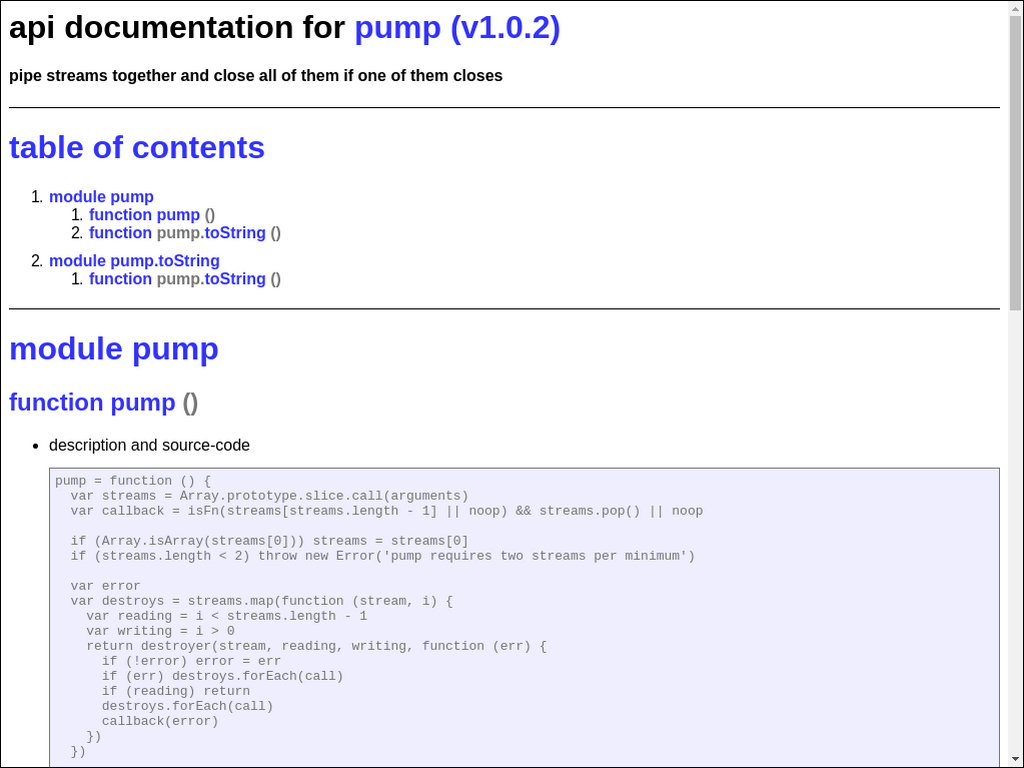 api documentation for pump (v1.0.2)
pipe streams together and close all of them if one of them closes
table of contents
1. module pump
1. function pump ()
2. function pump.toString ()
2. module pump.toString
1. function pump.toString ()
module pump
function pump ()
• description and source-code
pump = function () {
  var streams = Array.prototype.slice.call(arguments)
  var callback = isFn(streams[streams.length - 1] || noop) && streams.pop() || noop

  if (Array.isArray(streams[0])) streams = streams[0]
  if (streams.length < 2) throw new Error('pump requires two streams per minimum')

  var error
  var destroys = streams.map(function (stream, i) {
    var reading = i < streams.length - 1
    var writing = i > 0
    return destroyer(stream, reading, writing, function (err) {
      if (!error) error = err
      if (err) destroys.forEach(call)
      if (reading) return
      destroys.forEach(call)
      callback(error)
    })
  })